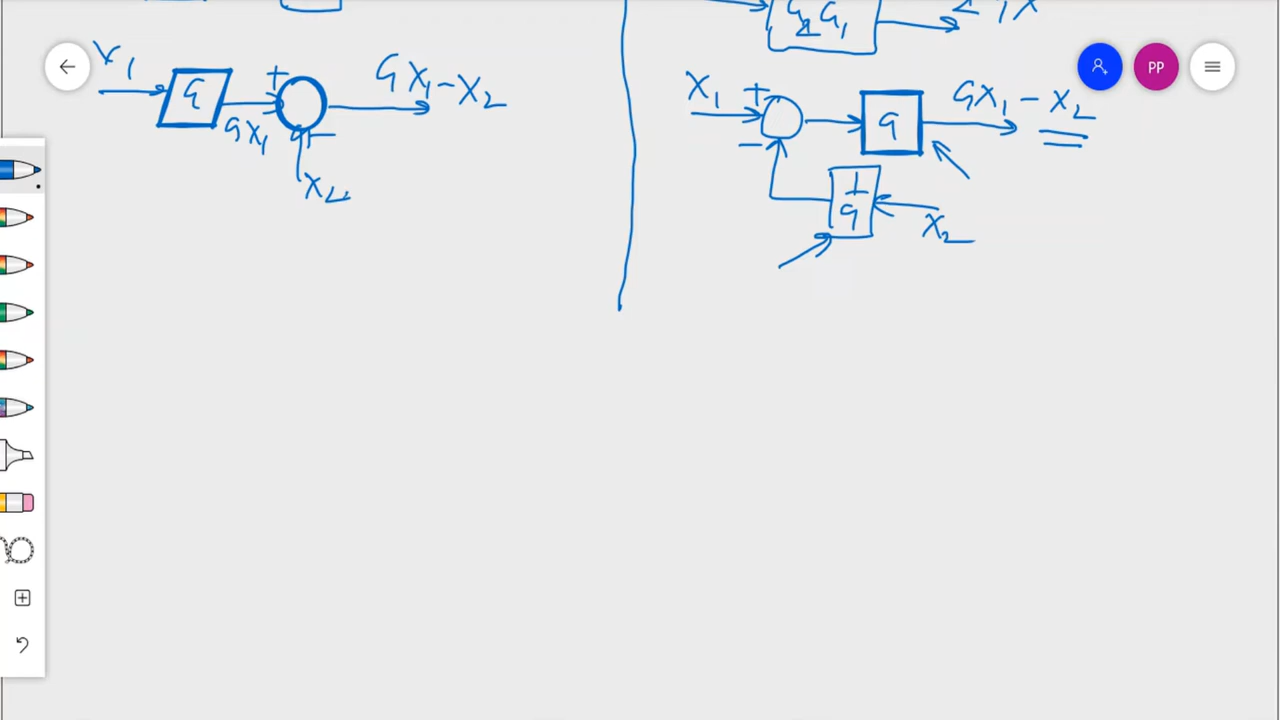 G₂G₁
X₁
G
+
GX₁
−
X₂
GX₁−X₂
X₁
+
−
G
GX₁ − X₂
1
G
X₂
PP